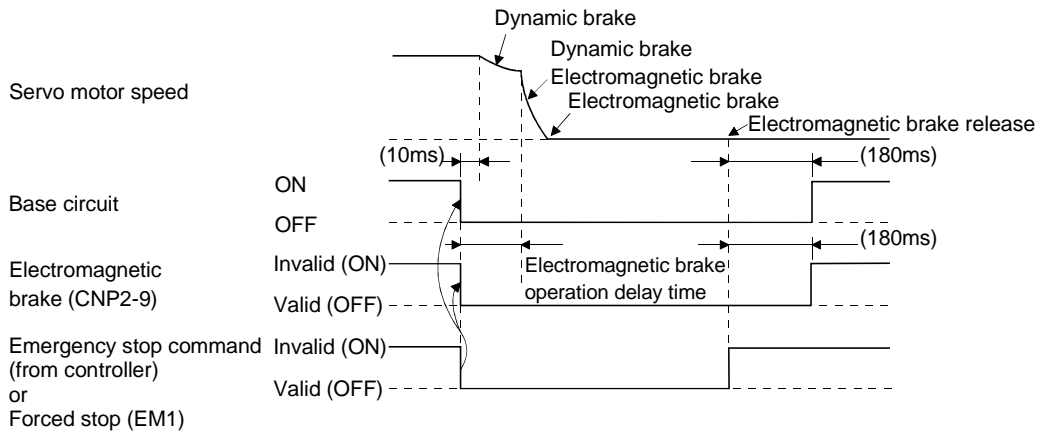 Dynamic brake
Dynamic brake
Electromagnetic brake
Electromagnetic brake
Servo motor speed
Electromagnetic brake release
(10ms)
(180ms)
ON
Base circuit
OFF
(180ms)
Electromagnetic
brake (CNP2-9)
Invalid (ON)
Electromagnetic brake
operation delay time
Valid (OFF)
Emergency stop command
(from controller)
or
Forced stop (EM1)
Invalid (ON)
Valid (OFF)